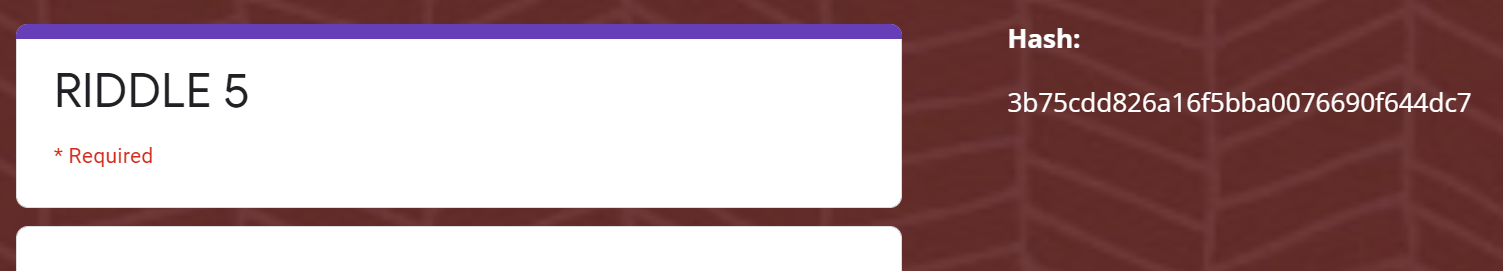 RIDDLE 5
* Required
Hash:
3b75cdd826a16f5bba0076690f644dc7